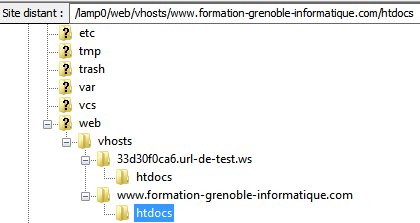 Site distant : /lamp0/web/vhosts/www.formation-grenoble-informatique.com/htdocs
etc
tmp
trash
var
vcs
web
vhosts
33d30f0ca6.url-de-test.ws
htdocs
www.formation-grenoble-informatique.com
htdocs